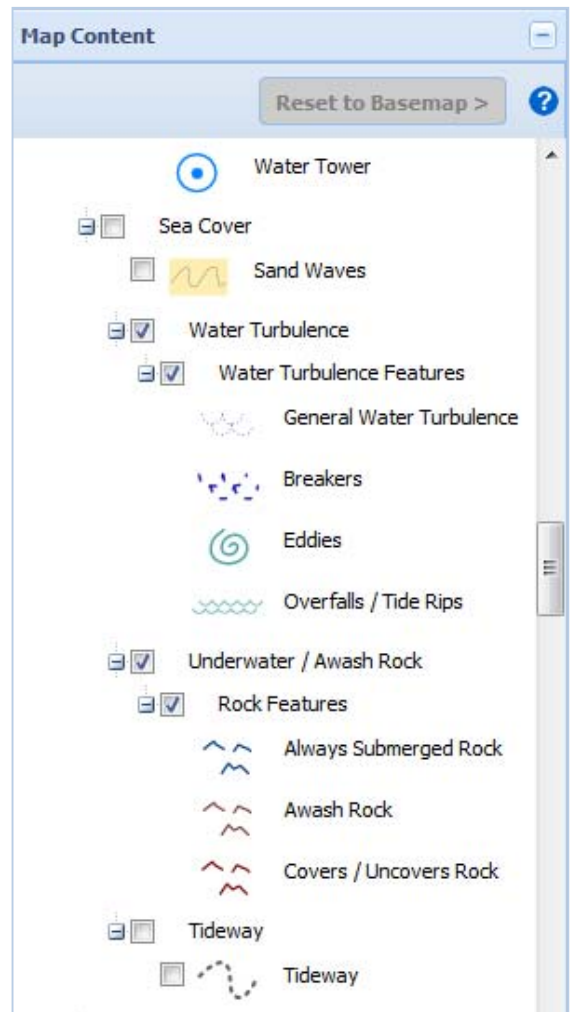 Map Content
Reset to Basemap >
?
Water Tower
Sea Cover
Sand Waves
Water Turbulence
Water Turbulence Features
General Water Turbulence
Breakers
Eddies
Overfalls / Tide Rips
Underwater / Awash Rock
Rock Features
Always Submerged Rock
Awash Rock
Covers / Uncovers Rock
Tideway
Tideway